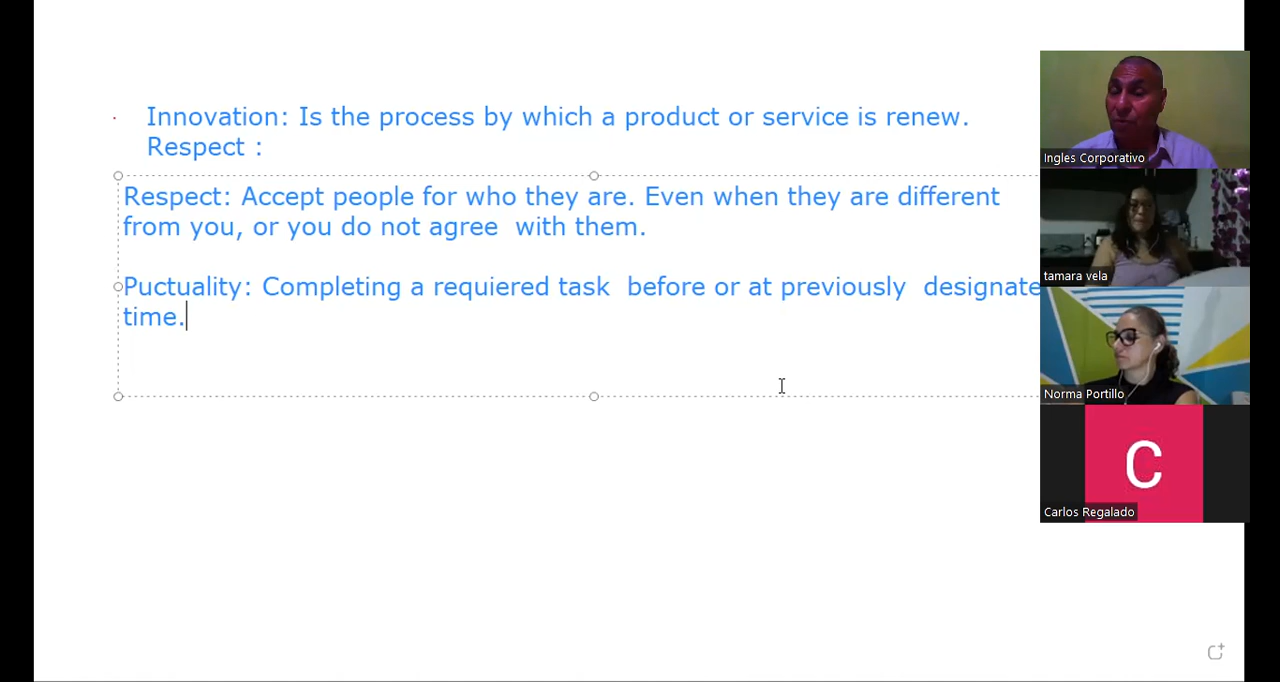 Innovation: Is the process by which a product or service is renew.
Respect :
Respect: Accept people for who they are. Even when they are different
from you, or you do not agree  with them.
Puctuality: Completing a requiered task  before or at previously  designate
time.
Ingles Corporativo
tamara vela
Norma Portillo
C
Carlos Regalado